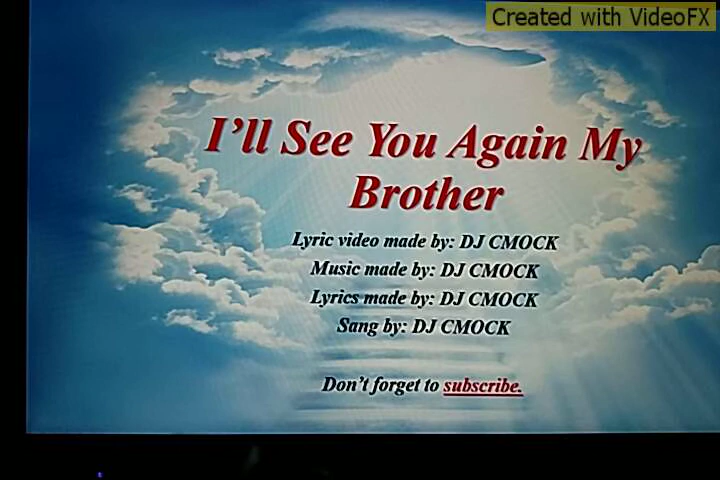 Created with VideoFX
I'll See You Again My
Brother
Lyric video made by: DJ CMOCK
Music made by: DJ CMOCK
Lyrics made by: DJ CMOCK
Sang by: DJ CMOCK
Don't forget to subscribe.